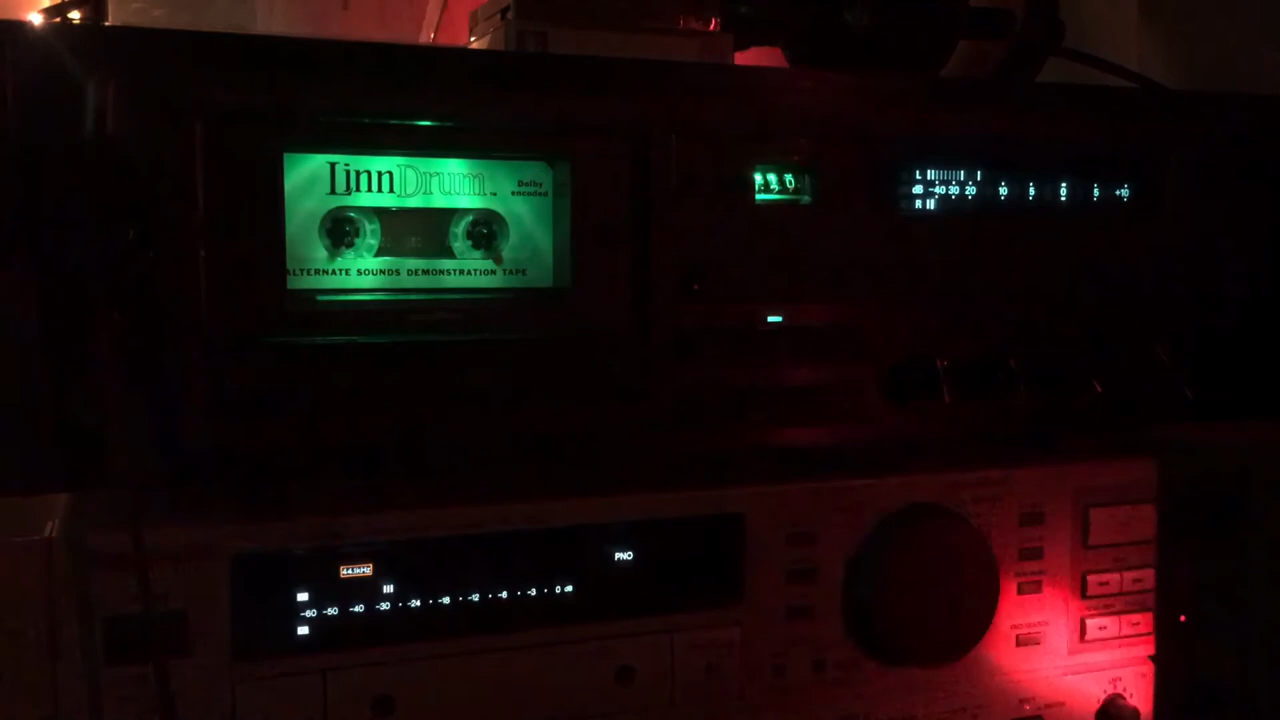 LinnDrum™
Dolby
encoded
ALTERNATE SOUNDS DEMONSTRATION TAPE
L
dB -40 30 20 10 5 0 5 +10
R
PNO
44.1kHz
-60 -50 -40 -30 · -24 · -18 · -12 · -6 · -3 · 0 dB